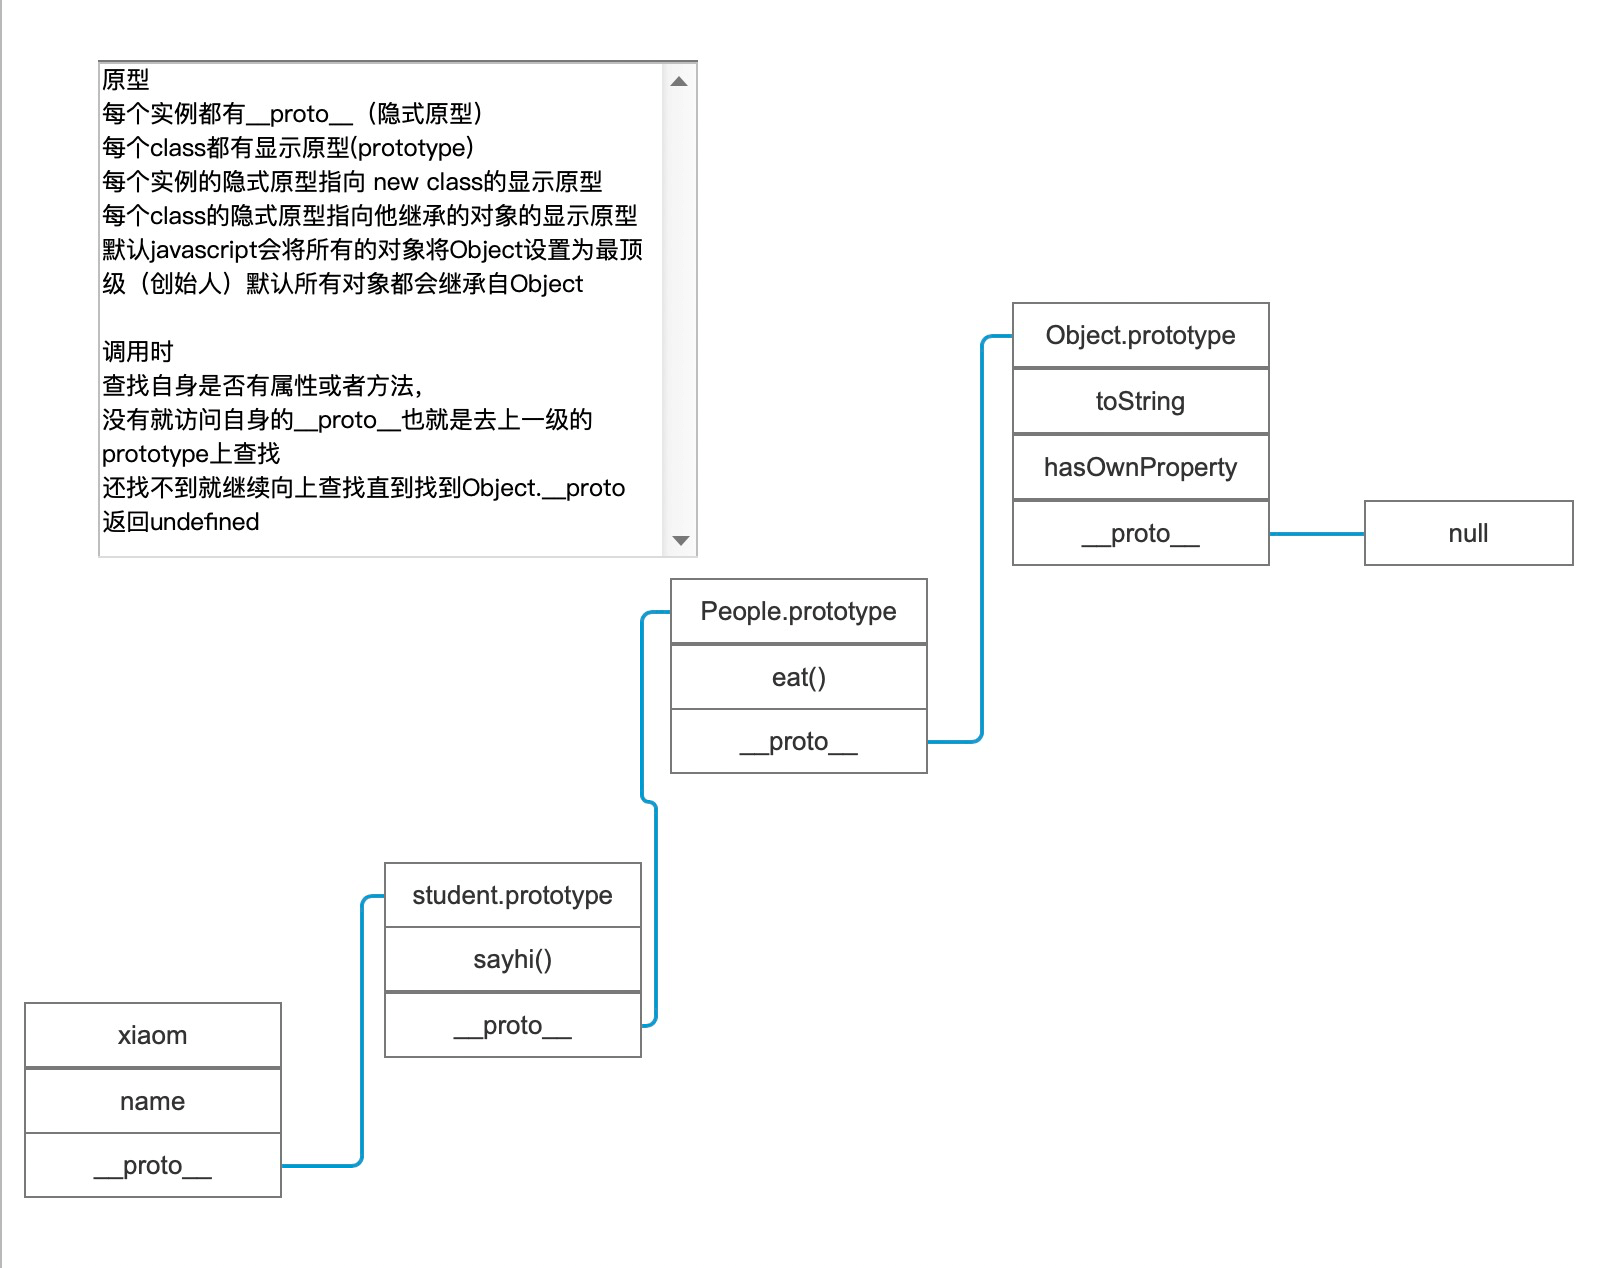 原型
每个实例都有__proto__（隐式原型）
每个class都有显示原型(prototype)
每个实例的隐式原型指向 new class的显示原型
每个class的隐式原型指向他继承的对象的显示原型
默认javascript会将所有的对象将Object设置为最顶
级（创始人）默认所有对象都会继承自Object
调用时
查找自身是否有属性或者方法，
没有就访问自身的__proto__也就是去上一级的
prototype上查找
还找不到就继续向上查找直到找到Object.__proto
返回undefined
Object.prototype
toString
hasOwnProperty
__proto__
null
People.prototype
eat()
__proto__
student.prototype
sayhi()
__proto__
xiaom
name
__proto__